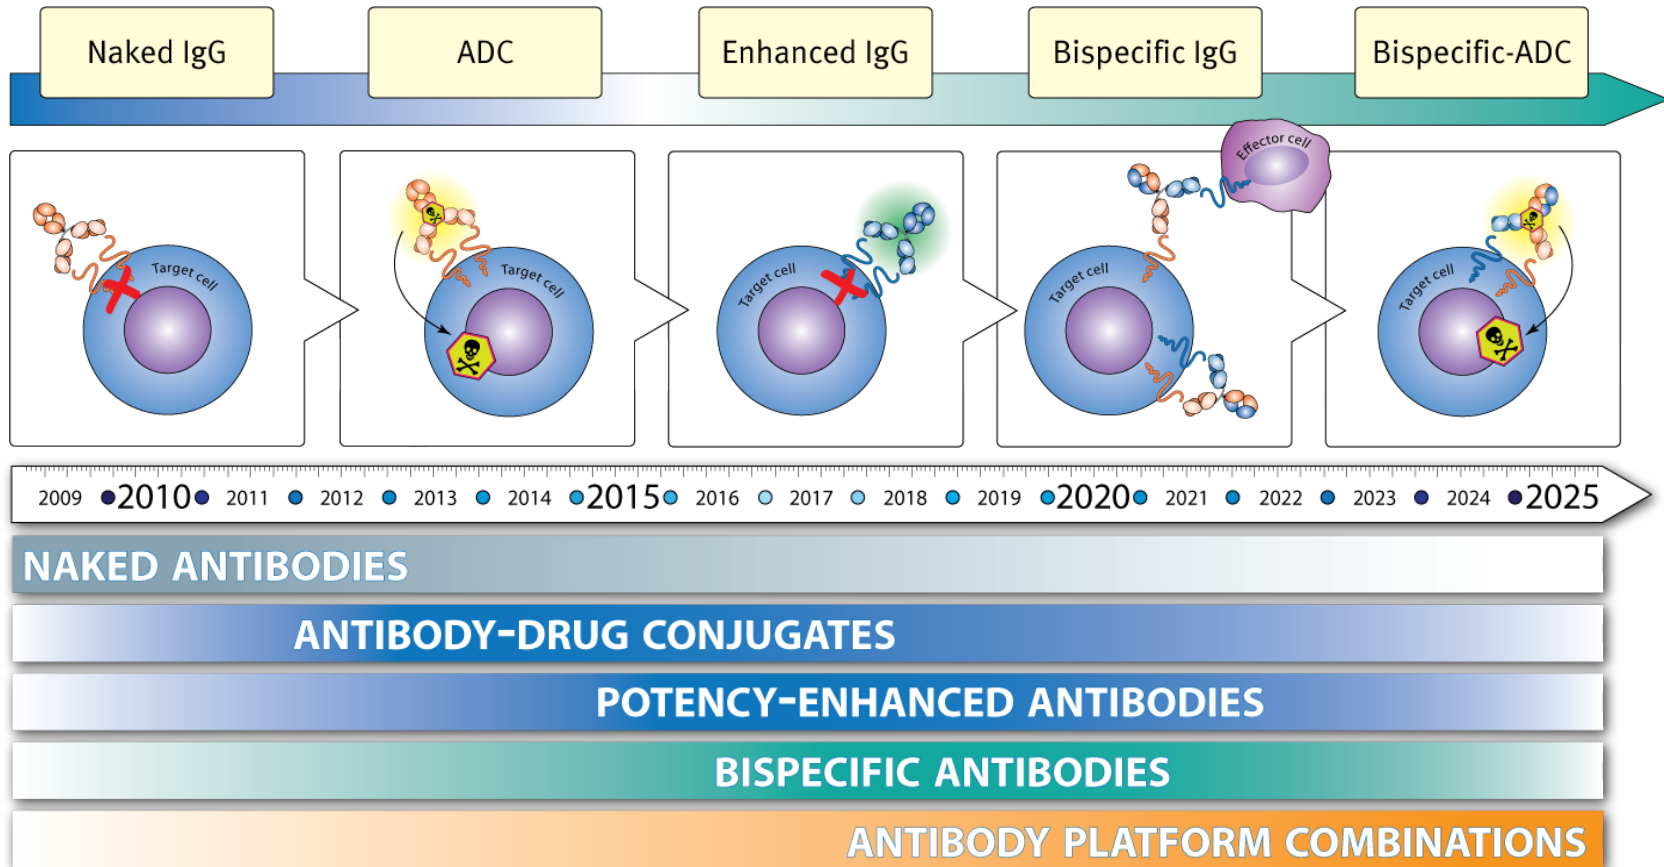 Naked IgG
ADC
Enhanced IgG
Bispecific IgG
Bispecific-ADC
Target cell
Target cell
Target cell
Effector cell
Target cell
Target cell
2009 2010 2011 2012 2013 2014 2015 2016 2017 2018 2019 2020 2021 2022 2023 2024 2025
NAKED ANTIBODIES
ANTIBODY-DRUG CONJUGATES
POTENCY-ENHANCED ANTIBODIES
BISPECIFIC ANTIBODIES
ANTIBODY PLATFORM COMBINATIONS